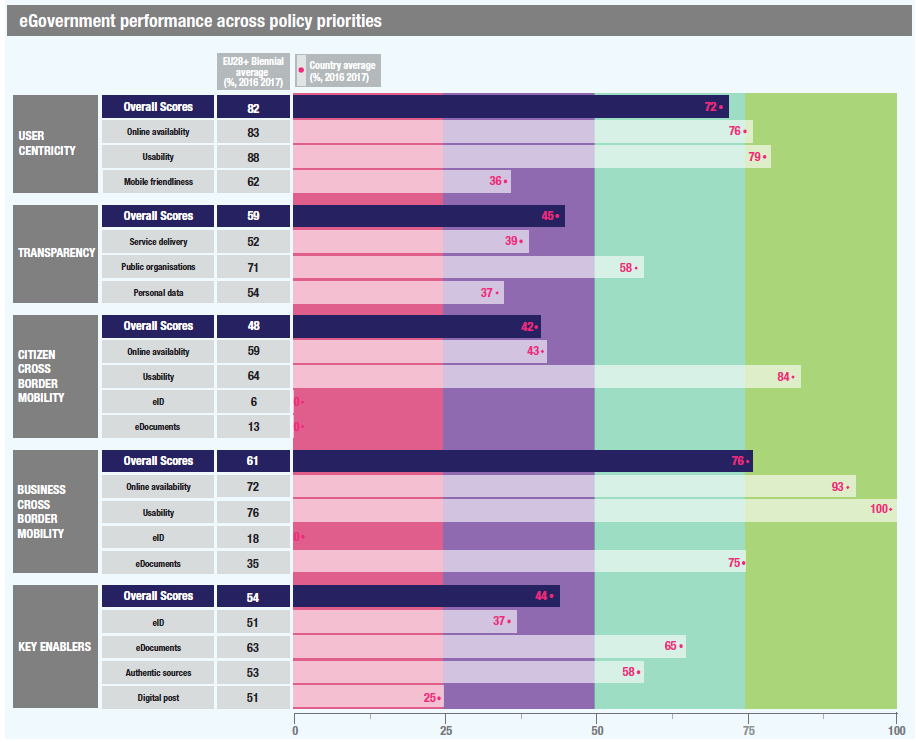 eGovernment performance across policy priorities
EU28+ Biennial
average
(%, 2016 2017)
Country average
(%, 2016 2017)
USER
CENTRICITY
Overall Scores 82 72
Online availablity 83 76
Usability 88 79
Mobile friendliness 62 36
TRANSPARENCY
Overall Scores 59 45
Service delivery 52 39
Public organisations 71 58
Personal data 54 37
CITIZEN
CROSS
BORDER
MOBILITY
Overall Scores 48 42
Online availablity 59 43
Usability 64 84
eID 6 0
eDocuments 13 0
BUSINESS
CROSS
BORDER
MOBILITY
Overall Scores 61 76
Online availability 72 93
Usability 76 100
eID 18 0
eDocuments 35 75
KEY ENABLERS
Overall Scores 54 44
eID 51 37
eDocuments 63 65
Authentic sources 53 58
Digital post 51 25
0 25 50 75 100